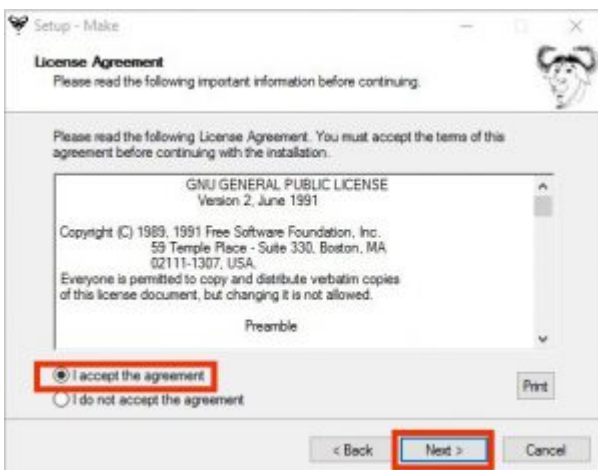 Setup - Make
License Agreement
Please read the following important information before continuing.
Please read the following License Agreement. You must accept the terms of this
agreement before continuing with the installation.
GNU GENERAL PUBLIC LICENSE
Version 2, June 1991
Copyright (C) 1989, 1991 Free Software Foundation, Inc.
59 Temple Place - Suite 330, Boston, MA
02111-1307, USA.
Everyone is permitted to copy and distribute verbatim copies
of this license document, but changing it is not allowed.
Preamble
I accept the agreement
Print
I do not accept the agreement
< Back
Next >
Cancel